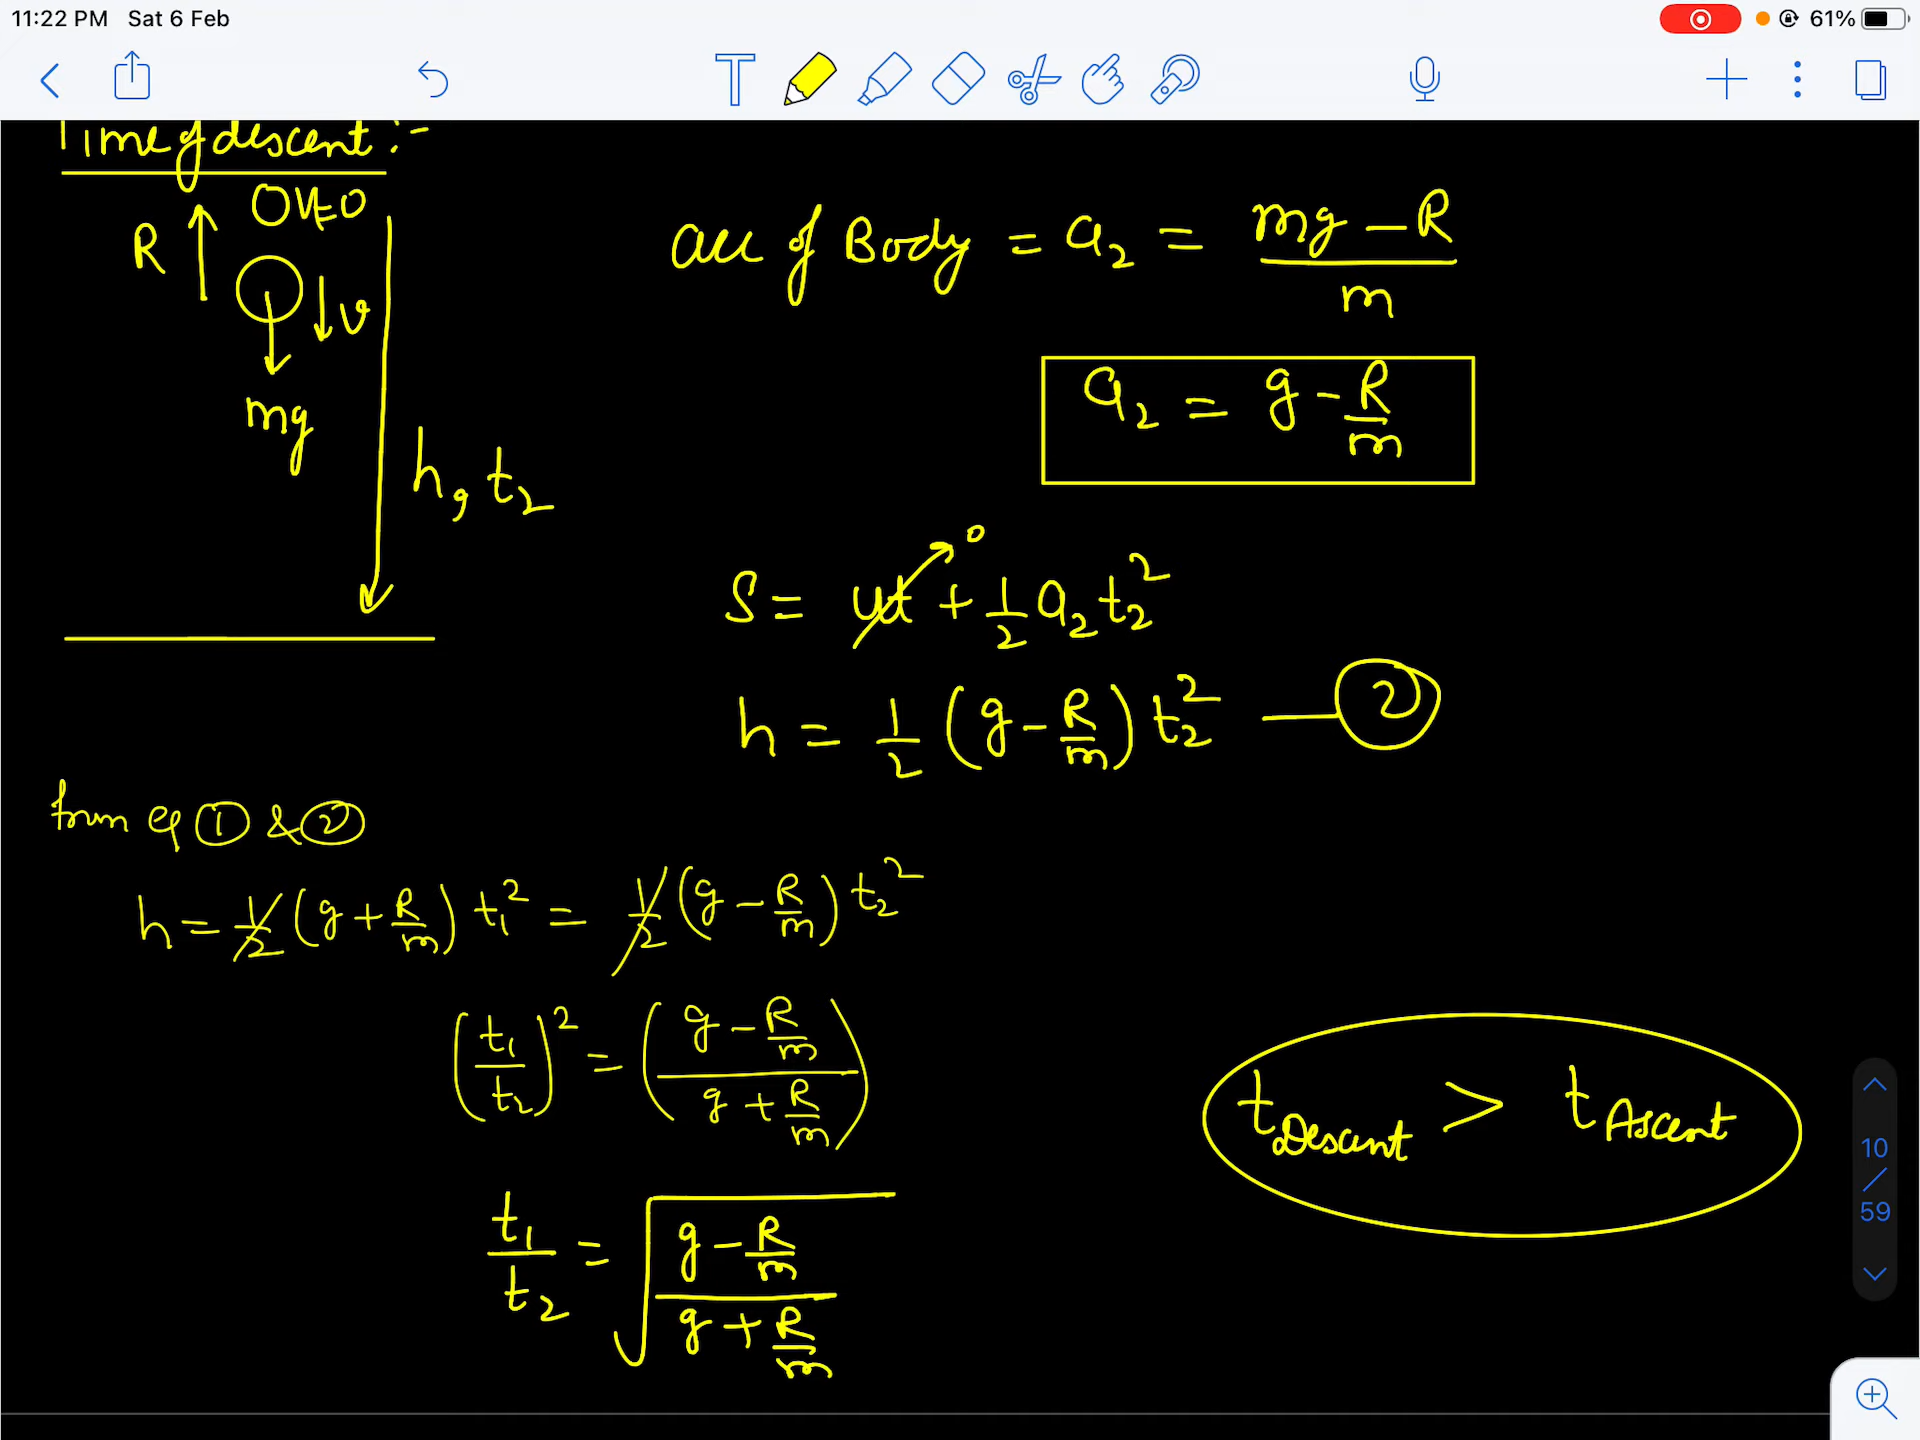 11:22 PM Sat 6 Feb 61%
T
Time of descent :-
R
V=0
v
mg
h, t₂
acc of Body = a₂ = (mg - R)/m
a₂ = g - R/m
S = ut + 1/2 a₂ t₂² 0
h = 1/2 (g - R/m) t₂² — ②
from eq ① & ②
h = 1/2 (g + R/m) t₁² = 1/2 (g - R/m) t₂²
(t₁/t₂)² = ((g - R/m)/(g + R/m))
t_Descent > t_Ascent
t₁/t₂ = √((g - R/m)/(g + R/m))
10
/
59